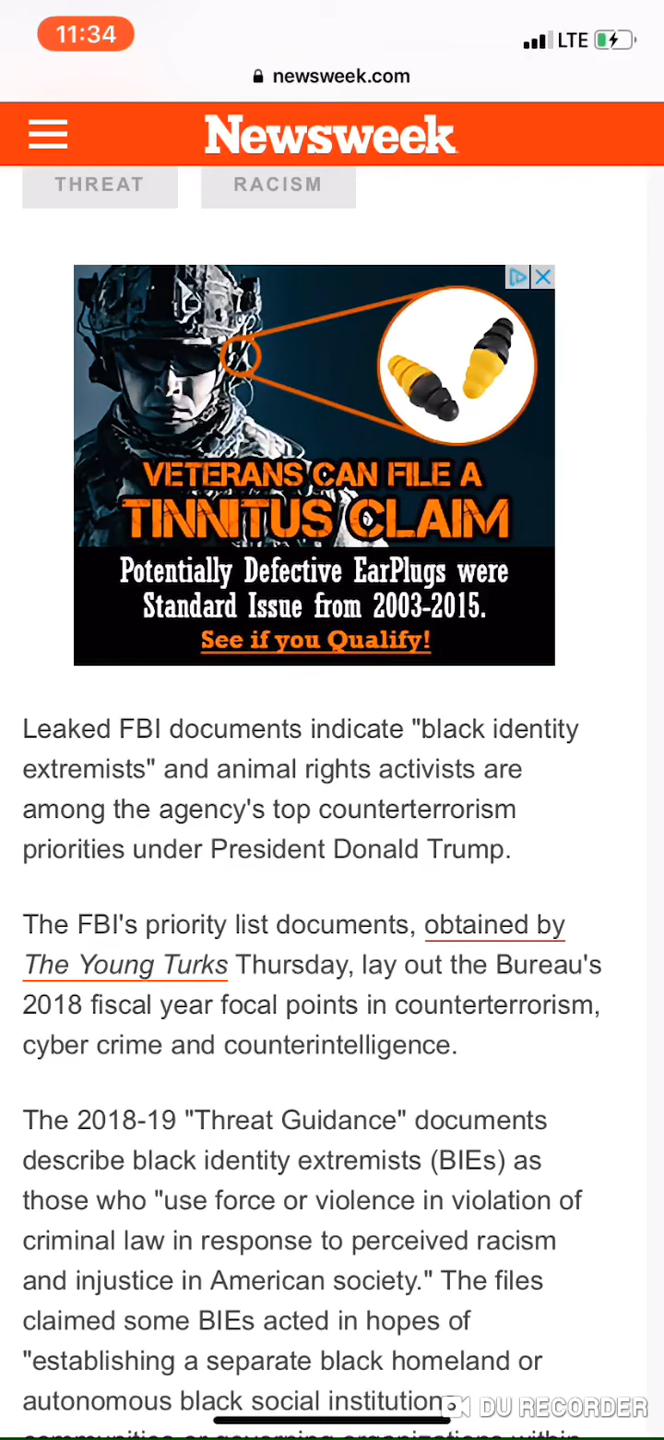 11:34
LTE
newsweek.com
Newsweek
THREAT
RACISM
VETERANS CAN FILE A
TINNITUS CLAIM
Potentially Defective EarPlugs were
Standard Issue from 2003-2015.
See if you Qualify!
Leaked FBI documents indicate "black identity
extremists" and animal rights activists are
among the agency's top counterterrorism
priorities under President Donald Trump.
The FBI's priority list documents, obtained by
The Young Turks Thursday, lay out the Bureau's
2018 fiscal year focal points in counterterrorism,
cyber crime and counterintelligence.
The 2018-19 "Threat Guidance" documents
describe black identity extremists (BIEs) as
those who "use force or violence in violation of
criminal law in response to perceived racism
and injustice in American society." The files
claimed some BIEs acted in hopes of
"establishing a separate black homeland or
autonomous black social institutions,
DU RECORDER